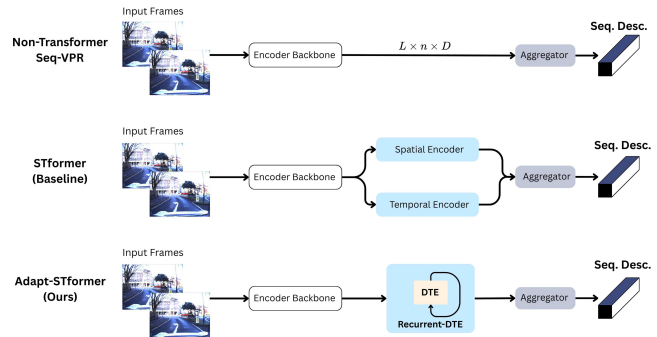 Input Frames
Non-Transformer
Seq-VPR
Encoder Backbone
L × n × D
Aggregator
Seq. Desc.
Input Frames
STformer
(Baseline)
Encoder Backbone
Spatial Encoder
Temporal Encoder
Aggregator
Seq. Desc.
Input Frames
Adapt-STformer
(Ours)
Encoder Backbone
DTE
Recurrent-DTE
Aggregator
Seq. Desc.